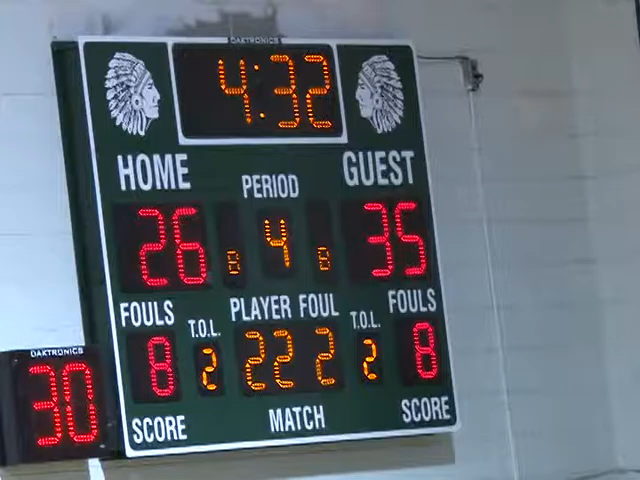 DAKTRONICS
4:32
HOME
GUEST
PERIOD
26
B
4
B
35
FOULS
PLAYER FOUL
FOULS
T.O.L.
T.O.L.
8
2
22 2
2
8
DAKTRONICS
30
SCORE
MATCH
SCORE